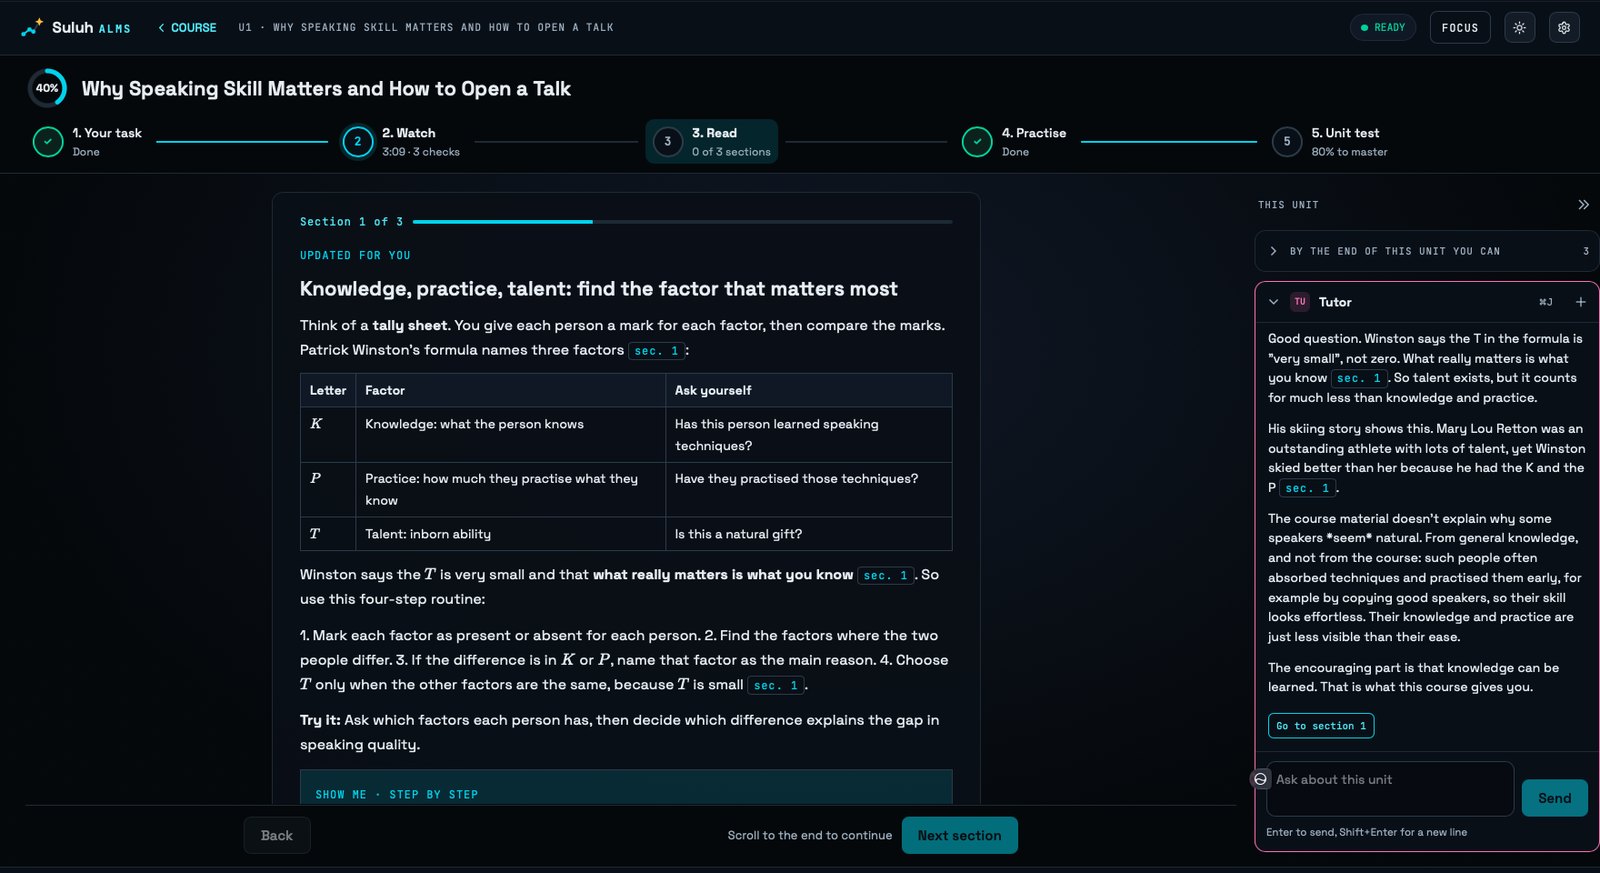 Suluh ALMS
COURSE
U1 · WHY SPEAKING SKILL MATTERS AND HOW TO OPEN A TALK
READY
FOCUS
40%
Why Speaking Skill Matters and How to Open a Talk
1. Your task
Done
2
2. Watch
3:09 · 3 checks
3
3. Read
0 of 3 sections
4. Practise
Done
5
5. Unit test
80% to master
Section 1 of 3
UPDATED FOR YOU
Knowledge, practice, talent: find the factor that matters most
Think of a tally sheet. You give each person a mark for each factor, then compare the marks.
Patrick Winston's formula names three factors sec. 1:
Letter Factor Ask yourself
K Knowledge: what the person knows Has this person learned speaking
techniques?
P Practice: how much they practise what they Have they practised those techniques?
know
T Talent: inborn ability Is this a natural gift?
Winston says the T is very small and that what really matters is what you know sec. 1. So
use this four-step routine:
1. Mark each factor as present or absent for each person. 2. Find the factors where the two
people differ. 3. If the difference is in K or P, name that factor as the main reason. 4. Choose
T only when the other factors are the same, because T is small sec. 1.
Try it: Ask which factors each person has, then decide which difference explains the gap in
speaking quality.
SHOW ME · STEP BY STEP
Back
Scroll to the end to continue
Next section
THIS UNIT
BY THE END OF THIS UNIT YOU CAN 3
TU Tutor ⌘J
Good question. Winston says the T in the formula is
"very small", not zero. What really matters is what
you know sec. 1. So talent exists, but it counts
for much less than knowledge and practice.
His skiing story shows this. Mary Lou Retton was an
outstanding athlete with lots of talent, yet Winston
skied better than her because he had the K and the
P sec. 1.
The course material doesn't explain why some
speakers *seem* natural. From general knowledge,
and not from the course: such people often
absorbed techniques and practised them early, for
example by copying good speakers, so their skill
looks effortless. Their knowledge and practice are
just less visible than their ease.
The encouraging part is that knowledge can be
learned. That is what this course gives you.
Go to section 1
Ask about this unit
Send
Enter to send, Shift+Enter for a new line